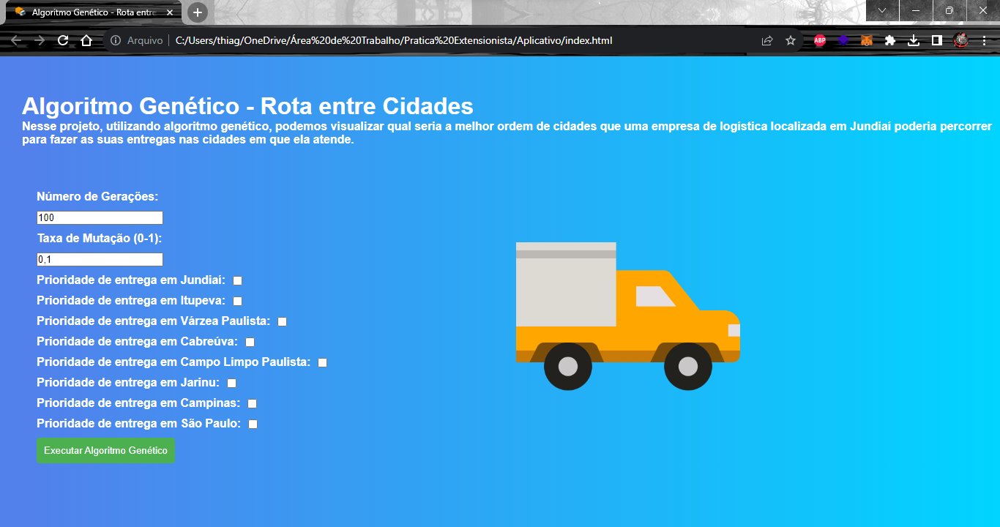 Algoritmo Genético - Rota entre
Arquivo C:/Users/thiag/OneDrive/Área%20de%20Trabalho/Pratica%20Extensionista/Aplicativo/index.html
ABP
Algoritmo Genético - Rota entre Cidades
Nesse projeto, utilizando algoritmo genético, podemos visualizar qual seria a melhor ordem de cidades que uma empresa de logística localizada em Jundiaí poderia percorrer
para fazer as suas entregas nas cidades em que ela atende.
Número de Gerações:
100
Taxa de Mutação (0-1):
0,1
Prioridade de entrega em Jundiaí:
Prioridade de entrega em Itupeva:
Prioridade de entrega em Várzea Paulista:
Prioridade de entrega em Cabreúva:
Prioridade de entrega em Campo Limpo Paulista:
Prioridade de entrega em Jarinu:
Prioridade de entrega em Campinas:
Prioridade de entrega em São Paulo:
Executar Algoritmo Genético